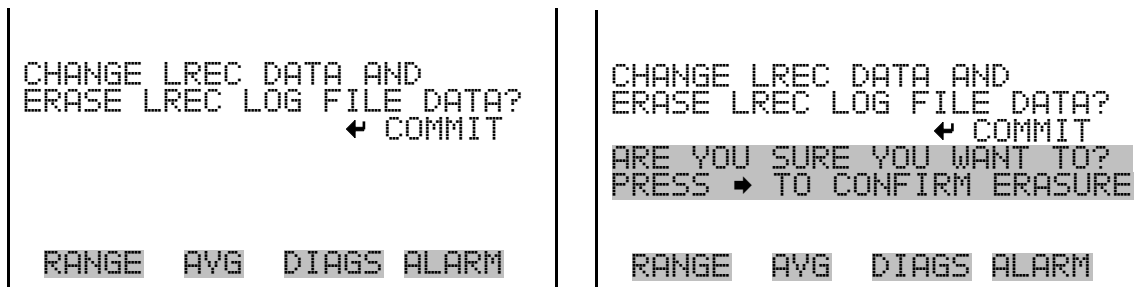 CHANGE LREC DATA AND
ERASE LREC LOG FILE DATA?
↵ COMMIT
RANGE AVG DIAGS ALARM
CHANGE LREC DATA AND
ERASE LREC LOG FILE DATA?
↵ COMMIT
ARE YOU SURE YOU WANT TO?
PRESS → TO CONFIRM ERASURE
RANGE AVG DIAGS ALARM